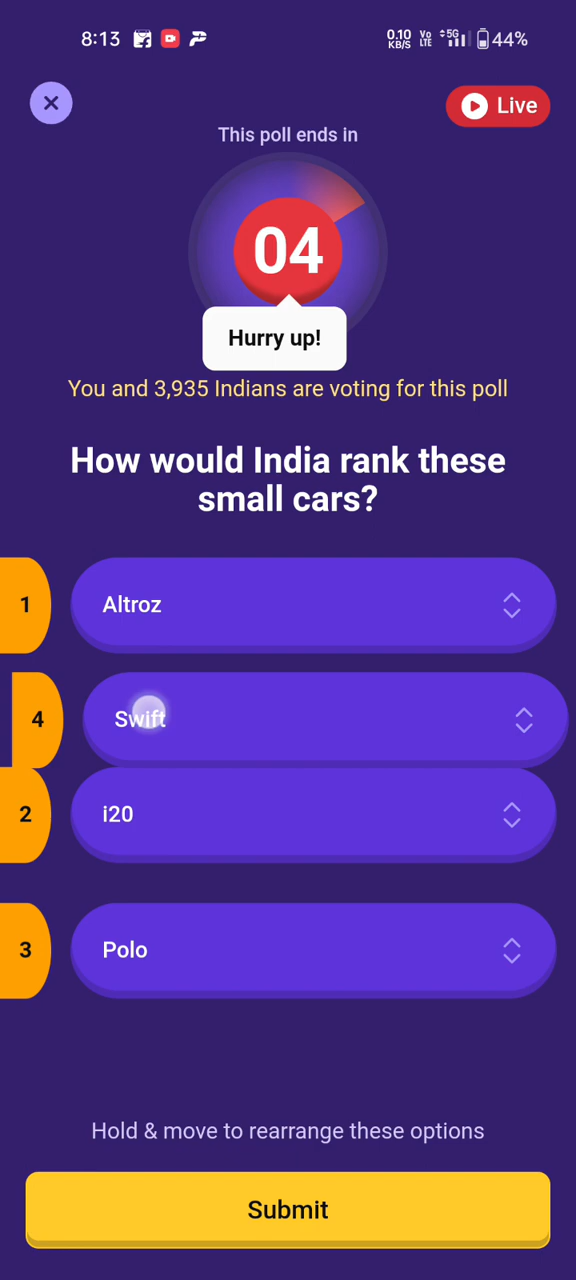 8:13 0.10 KB/S Vo LTE 5G 44%
Live
This poll ends in
04
Hurry up!
You and 3,935 Indians are voting for this poll
How would India rank these
small cars?
1 Altroz
4 Swift
2 i20
3 Polo
Hold & move to rearrange these options
Submit